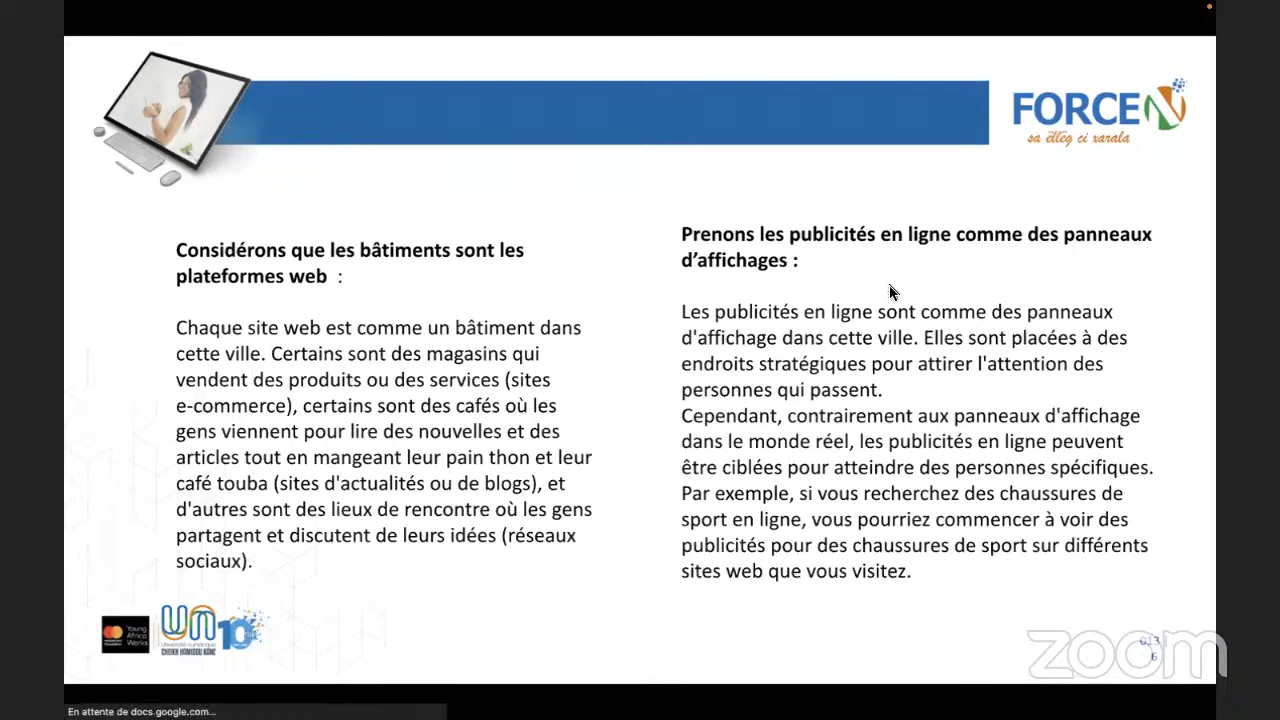 FORCE N
sa ëllëg ci xarala
Considérons que les bâtiments sont les
plateformes web :
Chaque site web est comme un bâtiment dans
cette ville. Certains sont des magasins qui
vendent des produits ou des services (sites
e-commerce), certains sont des cafés où les
gens viennent pour lire des nouvelles et des
articles tout en mangeant leur pain thon et leur
café touba (sites d'actualités ou de blogs), et
d'autres sont des lieux de rencontre où les gens
partagent et discutent de leurs idées (réseaux
sociaux).
Prenons les publicités en ligne comme des panneaux
d’affichages :
Les publicités en ligne sont comme des panneaux
d'affichage dans cette ville. Elles sont placées à des
endroits stratégiques pour attirer l'attention des
personnes qui passent.
Cependant, contrairement aux panneaux d'affichage
dans le monde réel, les publicités en ligne peuvent
être ciblées pour atteindre des personnes spécifiques.
Par exemple, si vous recherchez des chaussures de
sport en ligne, vous pourriez commencer à voir des
publicités pour des chaussures de sport sur différents
sites web que vous visitez.
Young
Africa
Works
UN 10
Université numérique
CHEIKH HAMIDOU KANE
zoom
En attente de docs.google.com...